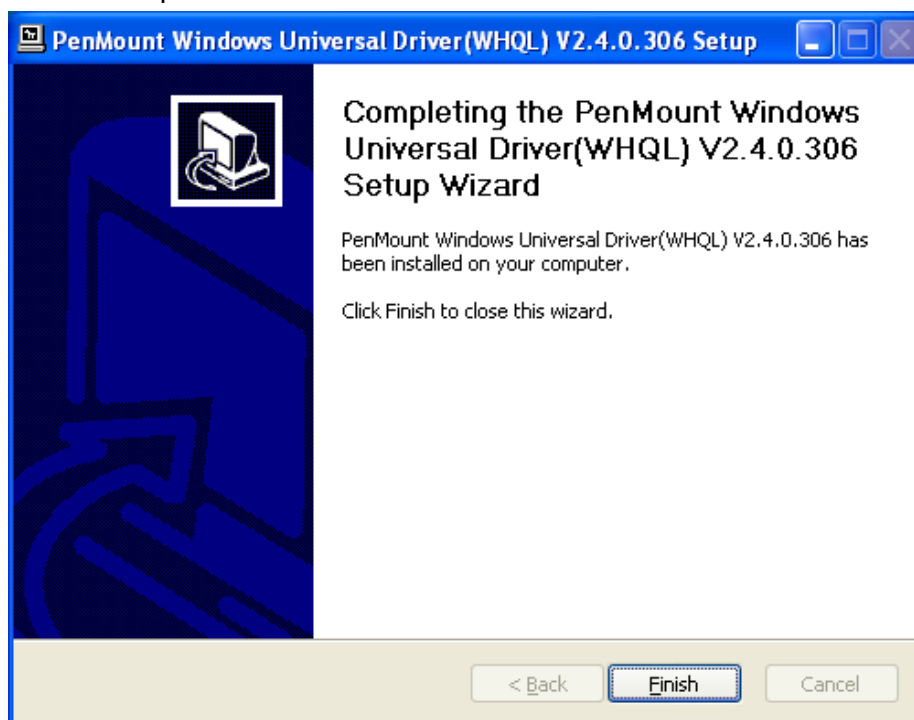 PenMount Windows Universal Driver(WHQL) V2.4.0.306 Setup
Completing the PenMount Windows
Universal Driver(WHQL) V2.4.0.306
Setup Wizard
PenMount Windows Universal Driver(WHQL) V2.4.0.306 has
been installed on your computer.
Click Finish to close this wizard.
< Back
Finish
Cancel